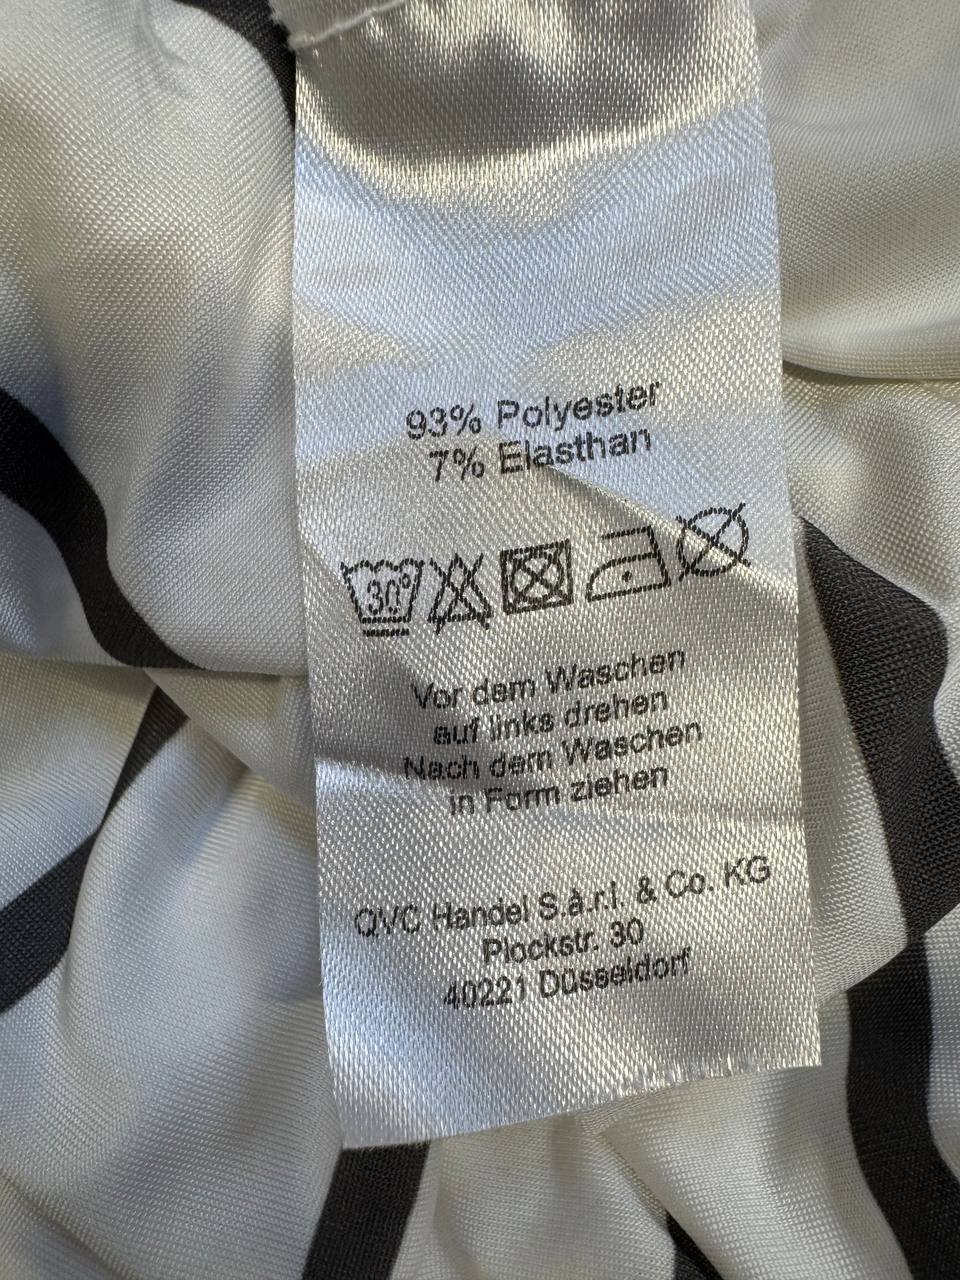 93% Polyester
7% Elasthan
30°
Vor dem Waschen
auf links drehen
Nach dem Waschen
in Form ziehen
QVC Handel S.à.r.l. & Co. KG
Plockstr. 30
40221 Düsseldorf